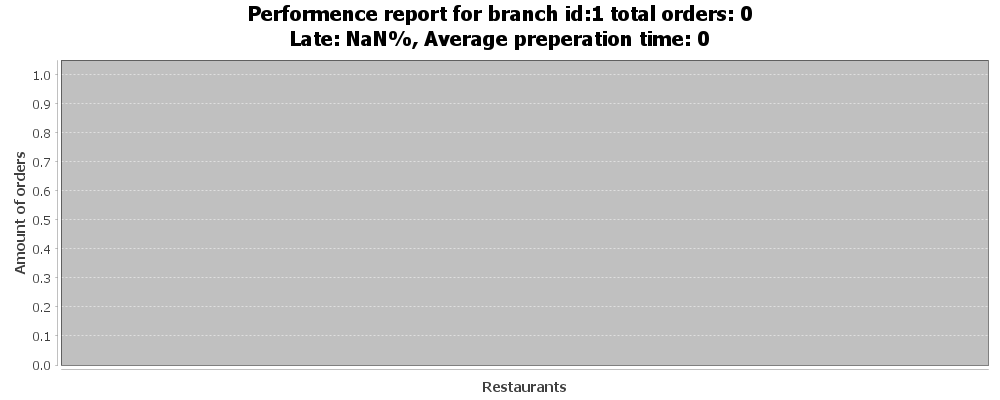 Performence report for branch id:1 total orders: 0
Late: NaN%, Average preperation time: 0
1.0
0.9
0.8
0.7
0.6
0.5
0.4
0.3
0.2
0.1
0.0
Amount of orders
Restaurants